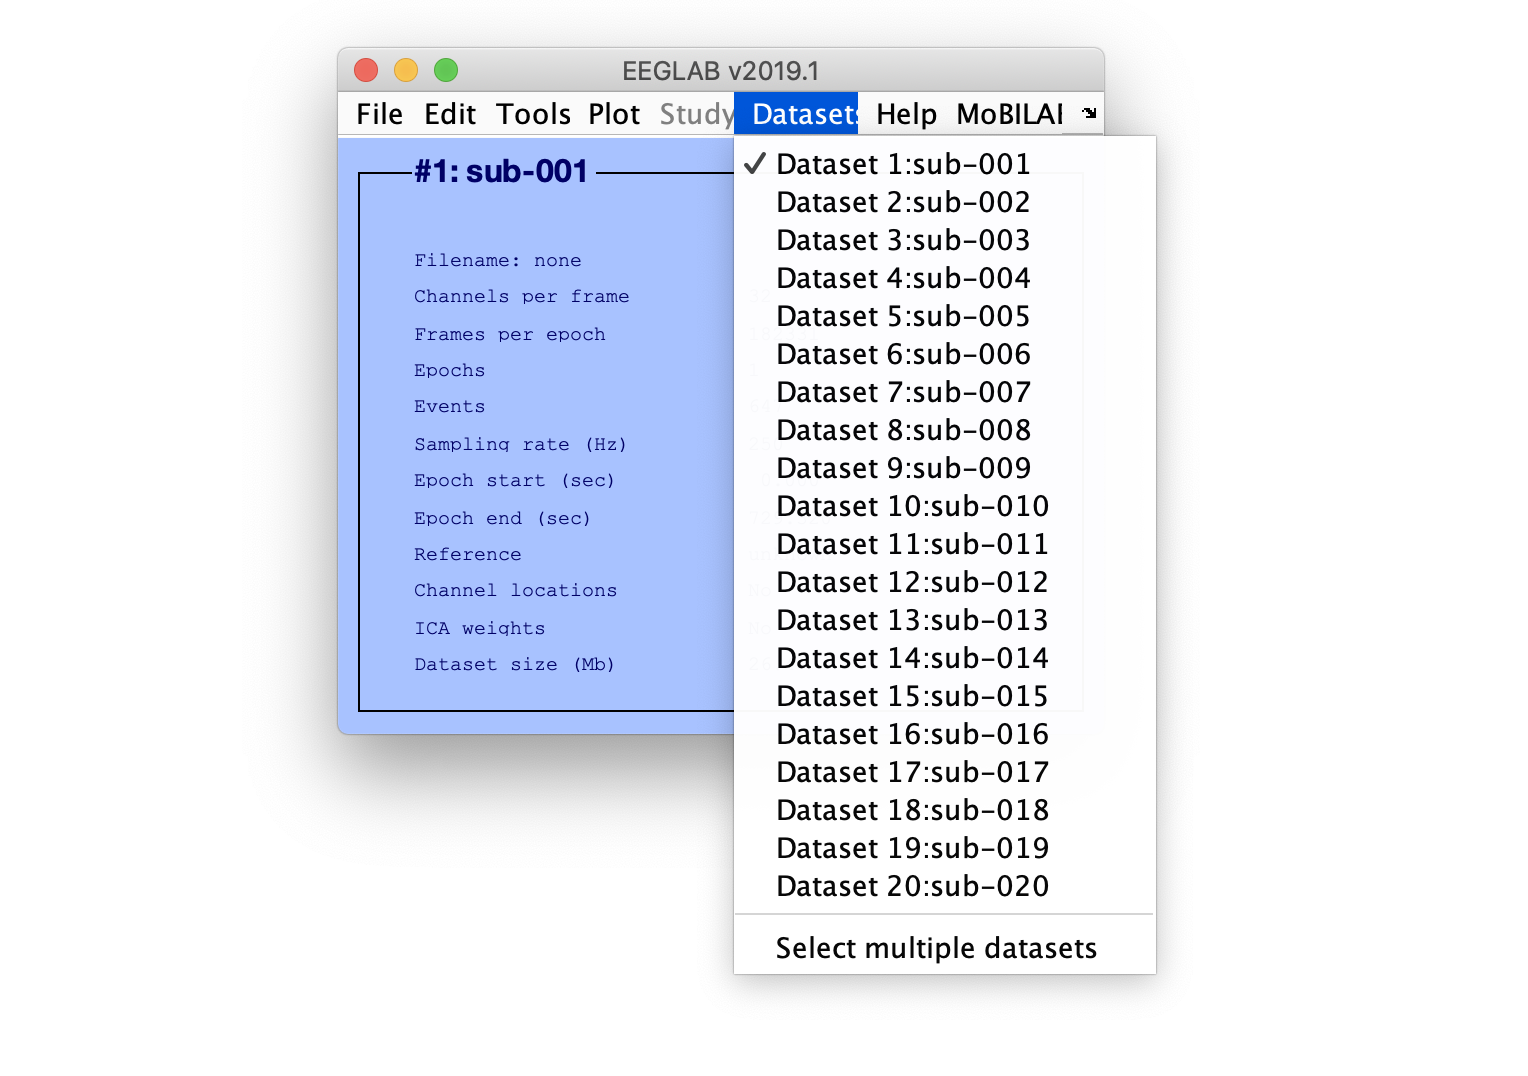 EEGLAB v2019.1
File Edit Tools Plot Study Datasets Help
#1: sub-001
Filename: none
Channels per frame
Frames per epoch
Epochs
Events
Sampling rate (Hz)
Epoch start (sec)
Epoch end (sec)
Reference
Channel locations
ICA weights
Dataset size (Mb)
Dataset 1:sub-001
Dataset 2:sub-002
Dataset 3:sub-003
Dataset 4:sub-004
Dataset 5:sub-005
Dataset 6:sub-006
Dataset 7:sub-007
Dataset 8:sub-008
Dataset 9:sub-009
Dataset 10:sub-010
Dataset 11:sub-011
Dataset 12:sub-012
Dataset 13:sub-013
Dataset 14:sub-014
Dataset 15:sub-015
Dataset 16:sub-016
Dataset 17:sub-017
Dataset 18:sub-018
Dataset 19:sub-019
Dataset 20:sub-020
Select multiple datasets